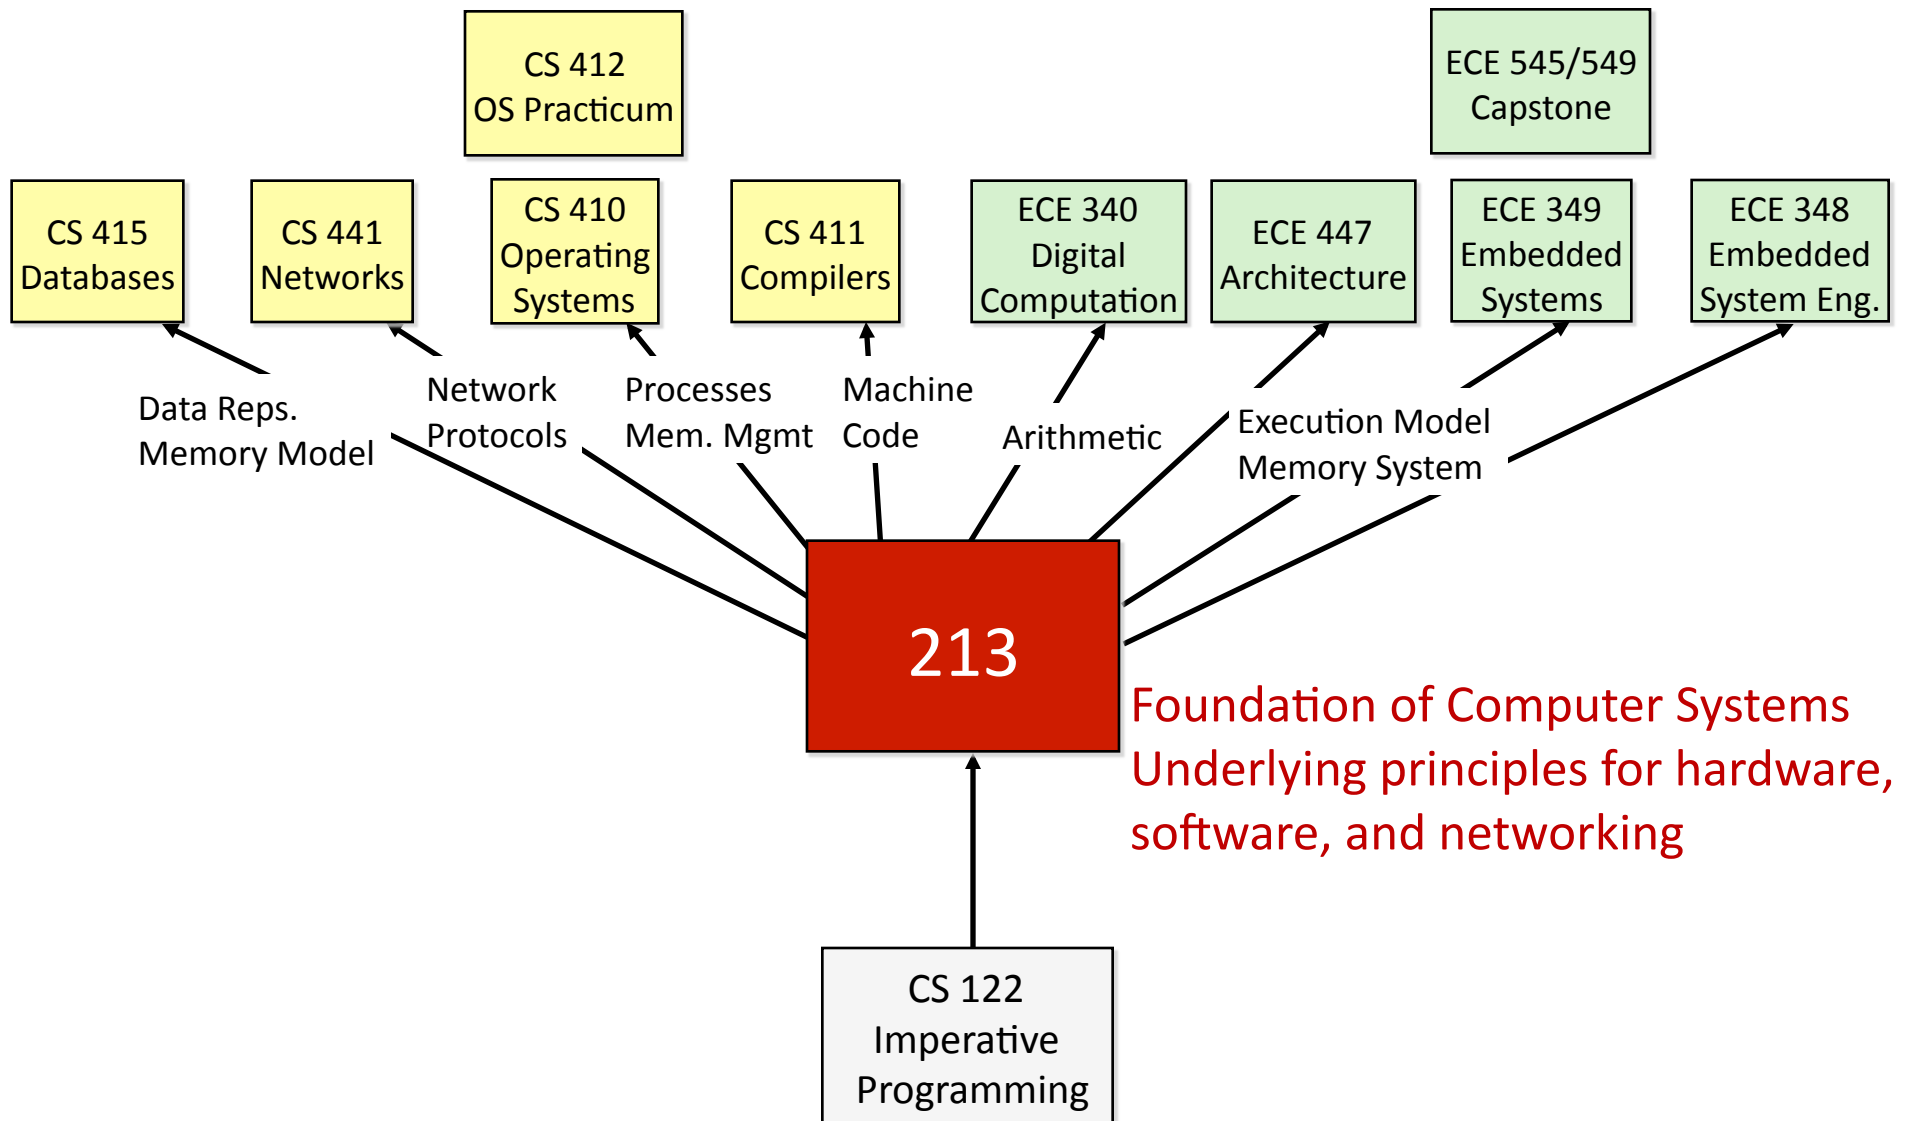 CS 412
OS Practicum
ECE 545/549
Capstone
CS 415
Databases
CS 441
Networks
CS 410
Operating
Systems
CS 411
Compilers
ECE 340
Digital
Computation
ECE 447
Architecture
ECE 349
Embedded
Systems
ECE 348
Embedded
System Eng.
Data Reps.
Memory Model
Network
Protocols
Processes
Mem. Mgmt
Machine
Code
Arithmetic
Execution Model
Memory System
213
Foundation of Computer Systems
Underlying principles for hardware,
software, and networking
CS 122
Imperative
Programming